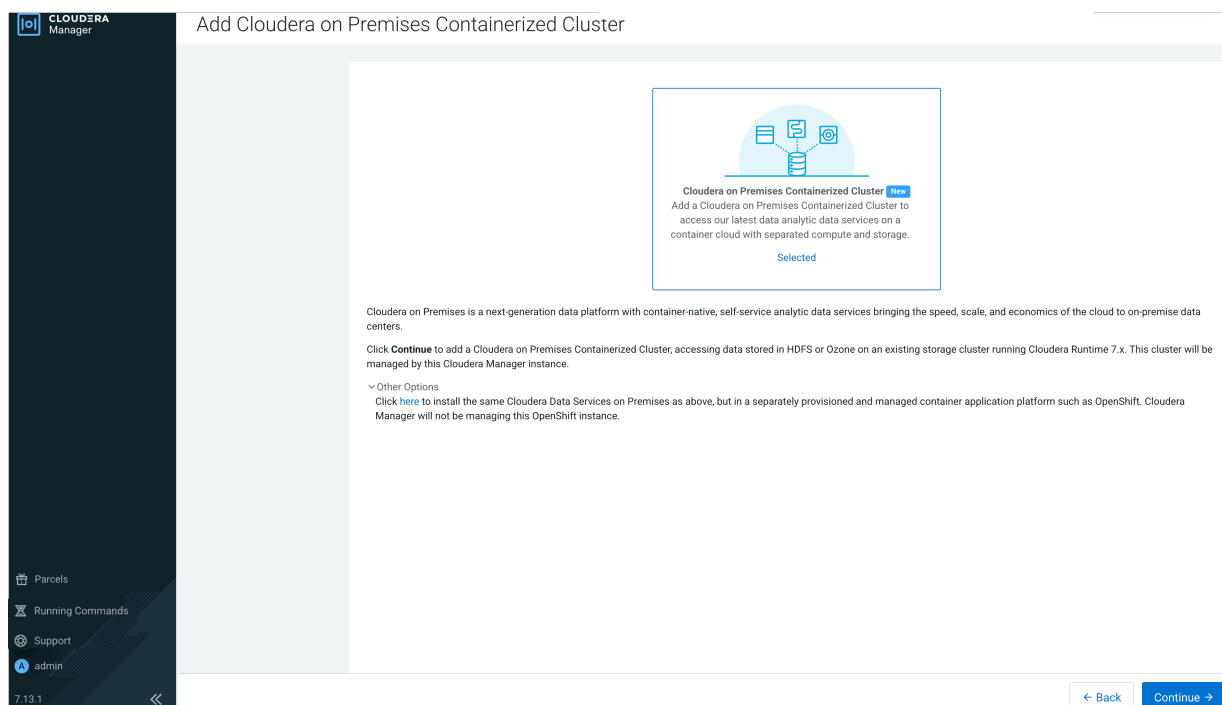 CLOUDERA
Manager
Add Cloudera on Premises Containerized Cluster
Cloudera on Premises Containerized Cluster New
Add a Cloudera on Premises Containerized Cluster to
access our latest data analytic data services on a
container cloud with separated compute and storage.
Selected
Cloudera on Premises is a next-generation data platform with container-native, self-service analytic data services bringing the speed, scale, and economics of the cloud to on-premise data
centers.
Click Continue to add a Cloudera on Premises Containerized Cluster, accessing data stored in HDFS or Ozone on an existing storage cluster running Cloudera Runtime 7.x. This cluster will be
managed by this Cloudera Manager instance.
Other Options
Click here to install the same Cloudera Data Services on Premises as above, but in a separately provisioned and managed container application platform such as OpenShift. Cloudera
Manager will not be managing this OpenShift instance.
Parcels
Running Commands
Support
A admin
7.13.1
← Back
Continue →